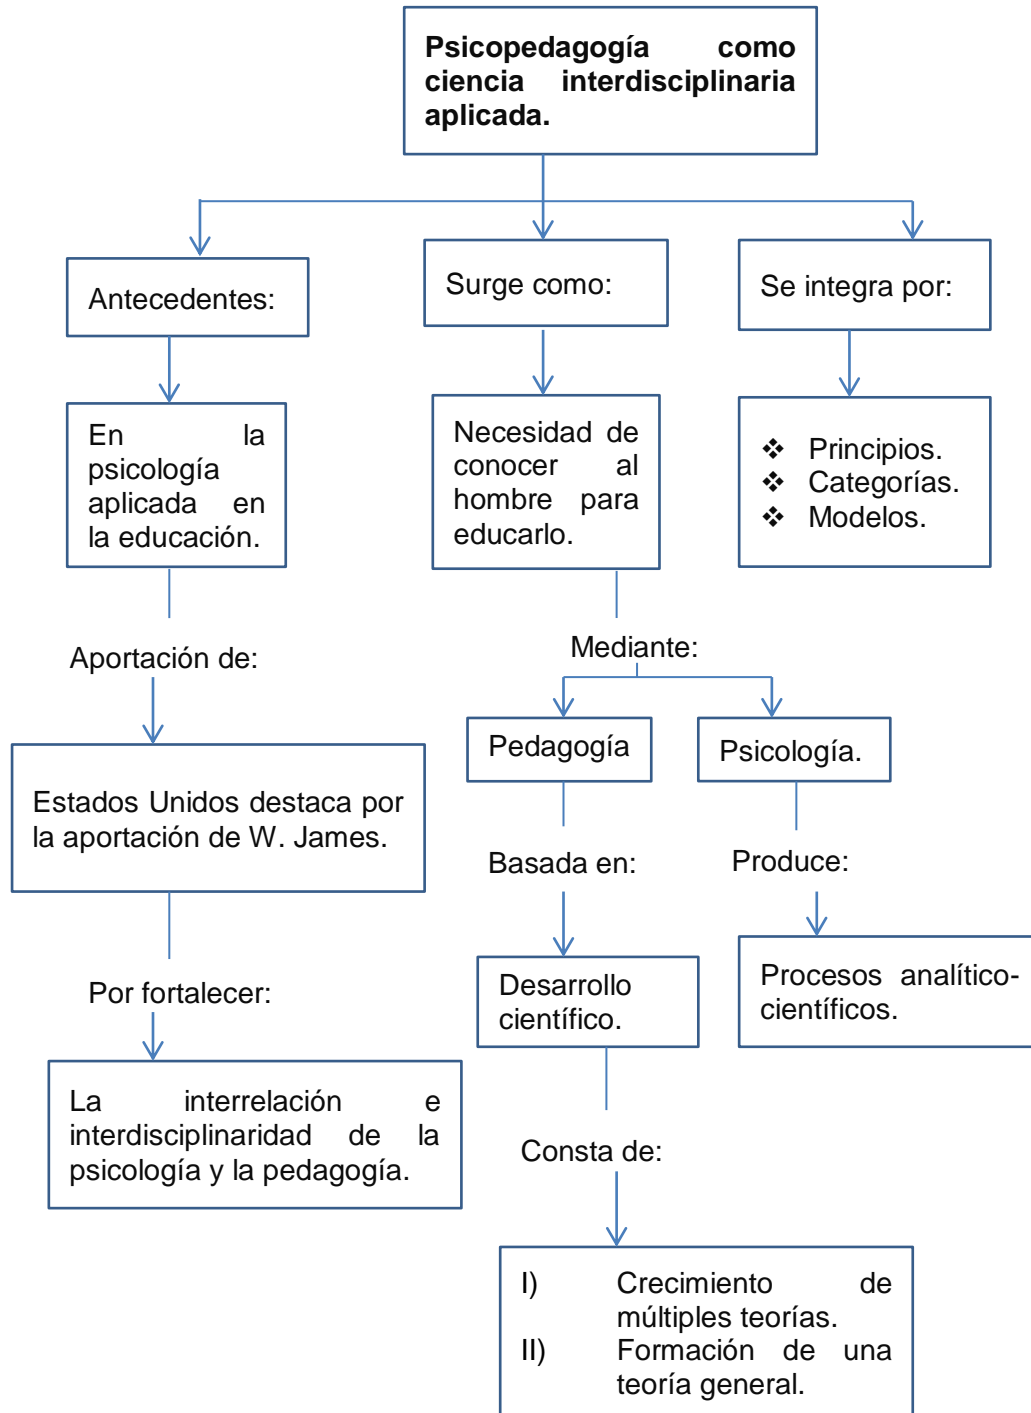 Psicopedagogía como
ciencia interdisciplinaria
aplicada.
Antecedentes:
Surge como:
Se integra por:
En la
psicología
aplicada en
la educación.
Necesidad de
conocer al
hombre para
educarlo.
❖ Principios.
❖ Categorías.
❖ Modelos.
Aportación de:
Mediante:
Estados Unidos destaca por
la aportación de W. James.
Pedagogía
Psicología.
Basada en:
Produce:
Por fortalecer:
Desarrollo
científico.
Procesos analítico-
científicos.
La interrelación e
interdisciplinaridad de la
psicología y la pedagogía.
Consta de:
I) Crecimiento de
múltiples teorías.
II) Formación de una
teoría general.